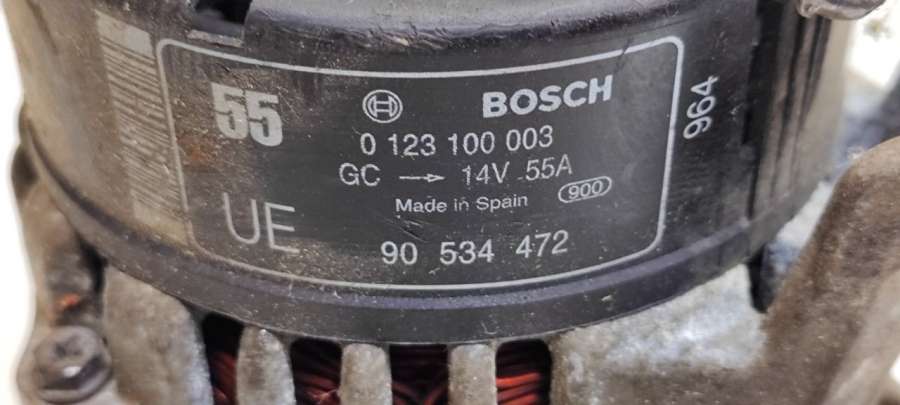 55
BOSCH
0 123 100 003
GC → 14V 55A
Made in Spain 900
UE
90 534 472
964